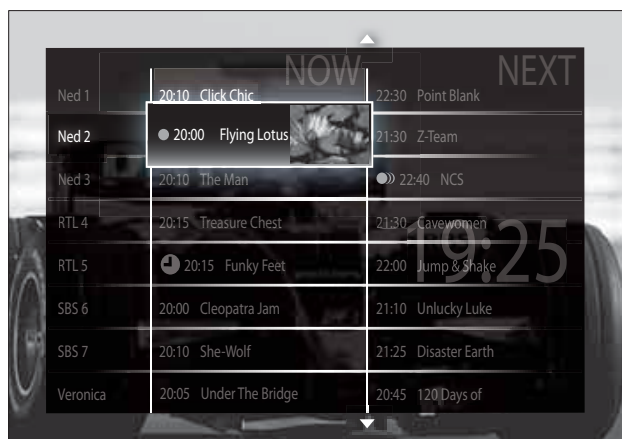 NOW NEXT
Ned 1 20:10 Click Chic 22:30 Point Blank
Ned 2 20:00 Flying Lotus 21:30 Z-Team
Ned 3 20:10 The Man 22:40 NCS
RTL 4 20:15 Treasure Chest 21:30 Cavewomen
19:25
RTL 5 20:15 Funky Feet 22:00 Jump & Shake
SBS 6 20:00 Cleopatra Jam 21:10 Unlucky Luke
SBS 7 20:10 She-Wolf 21:25 Disaster Earth
Veronica 20:05 Under The Bridge 20:45 120 Days of